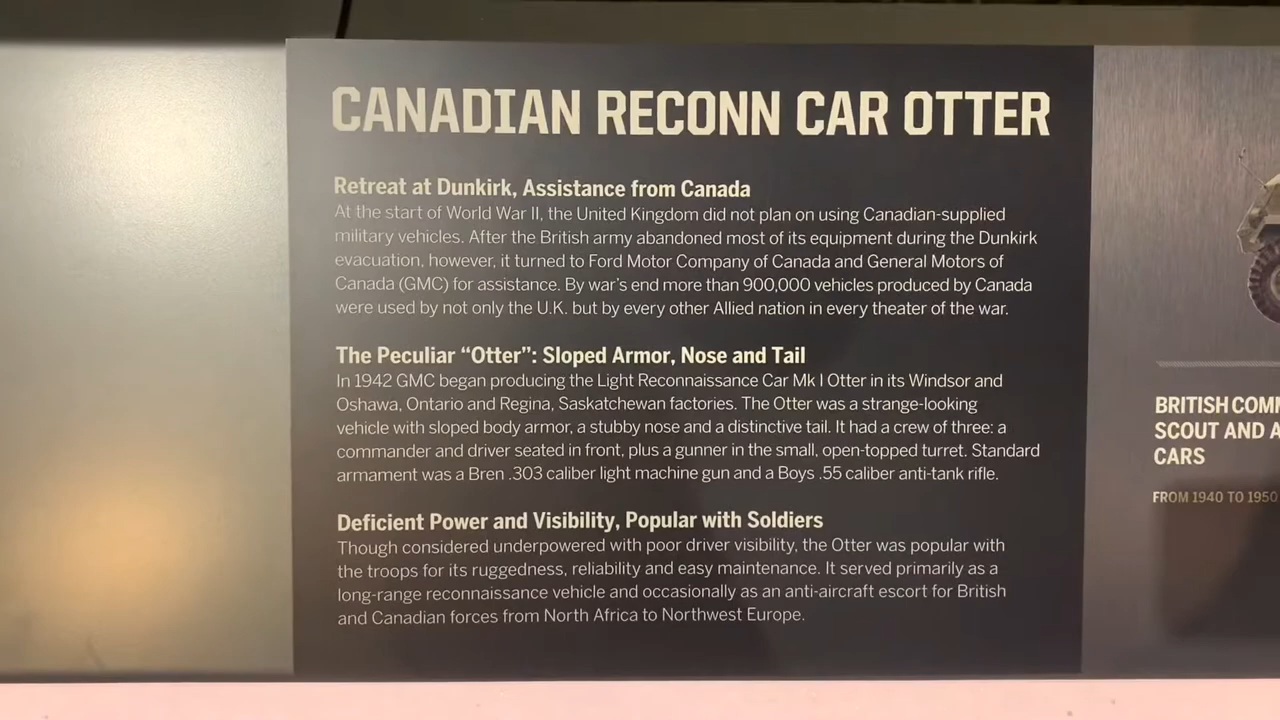 CANADIAN RECONN CAR OTTER
Retreat at Dunkirk, Assistance from Canada
At the start of World War II, the United Kingdom did not plan on using Canadian-supplied
military vehicles. After the British army abandoned most of its equipment during the Dunkirk
evacuation, however, it turned to Ford Motor Company of Canada and General Motors of
Canada (GMC) for assistance. By war's end more than 900,000 vehicles produced by Canada
were used by not only the U.K. but by every other Allied nation in every theater of the war.
The Peculiar "Otter": Sloped Armor, Nose and Tail
In 1942 GMC began producing the Light Reconnaissance Car Mk I Otter in its Windsor and
Oshawa, Ontario and Regina, Saskatchewan factories. The Otter was a strange-looking
vehicle with sloped body armor, a stubby nose and a distinctive tail. It had a crew of three: a
commander and driver seated in front, plus a gunner in the small, open-topped turret. Standard
armament was a Bren .303 caliber light machine gun and a Boys .55 caliber anti-tank rifle.
Deficient Power and Visibility, Popular with Soldiers
Though considered underpowered with poor driver visibility, the Otter was popular with
the troops for its ruggedness, reliability and easy maintenance. It served primarily as a
long-range reconnaissance vehicle and occasionally as an anti-aircraft escort for British
and Canadian forces from North Africa to Northwest Europe.
BRITISH
SCOUT AND
CARS
FROM 1940 TO 1950